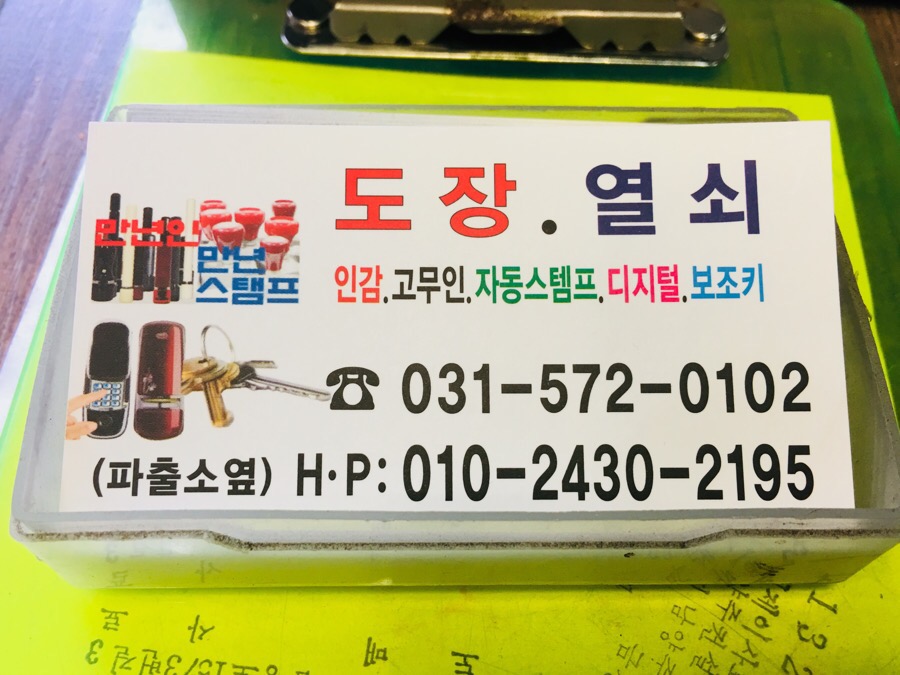 도장.열쇠
만년인
만년
스탬프
인감.고무인.자동스템프.디지털.보조키
☎ 031-572-0102
(파출소옆) H·P: 010-2430-2195